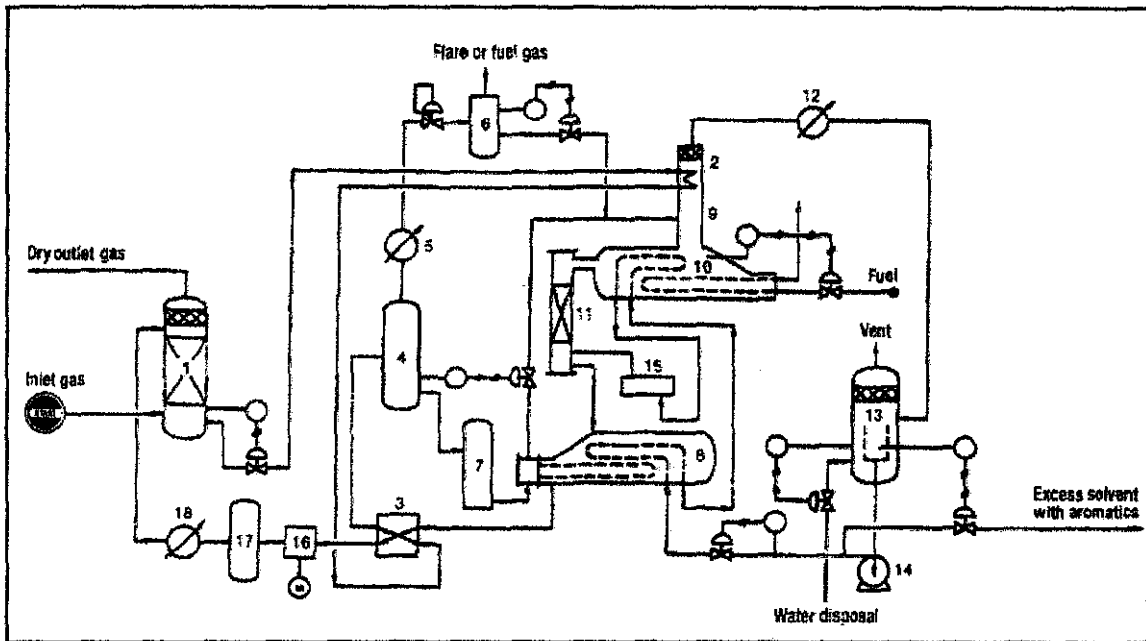 Flare or fuel gas
12
6
2
9
5
Dry outlet gas
10
Fuel
11
4
Vent
1
15
Inlet gas
13
7
8
Excess solvent
with aromatics
3
18
17
16
14
Water disposal